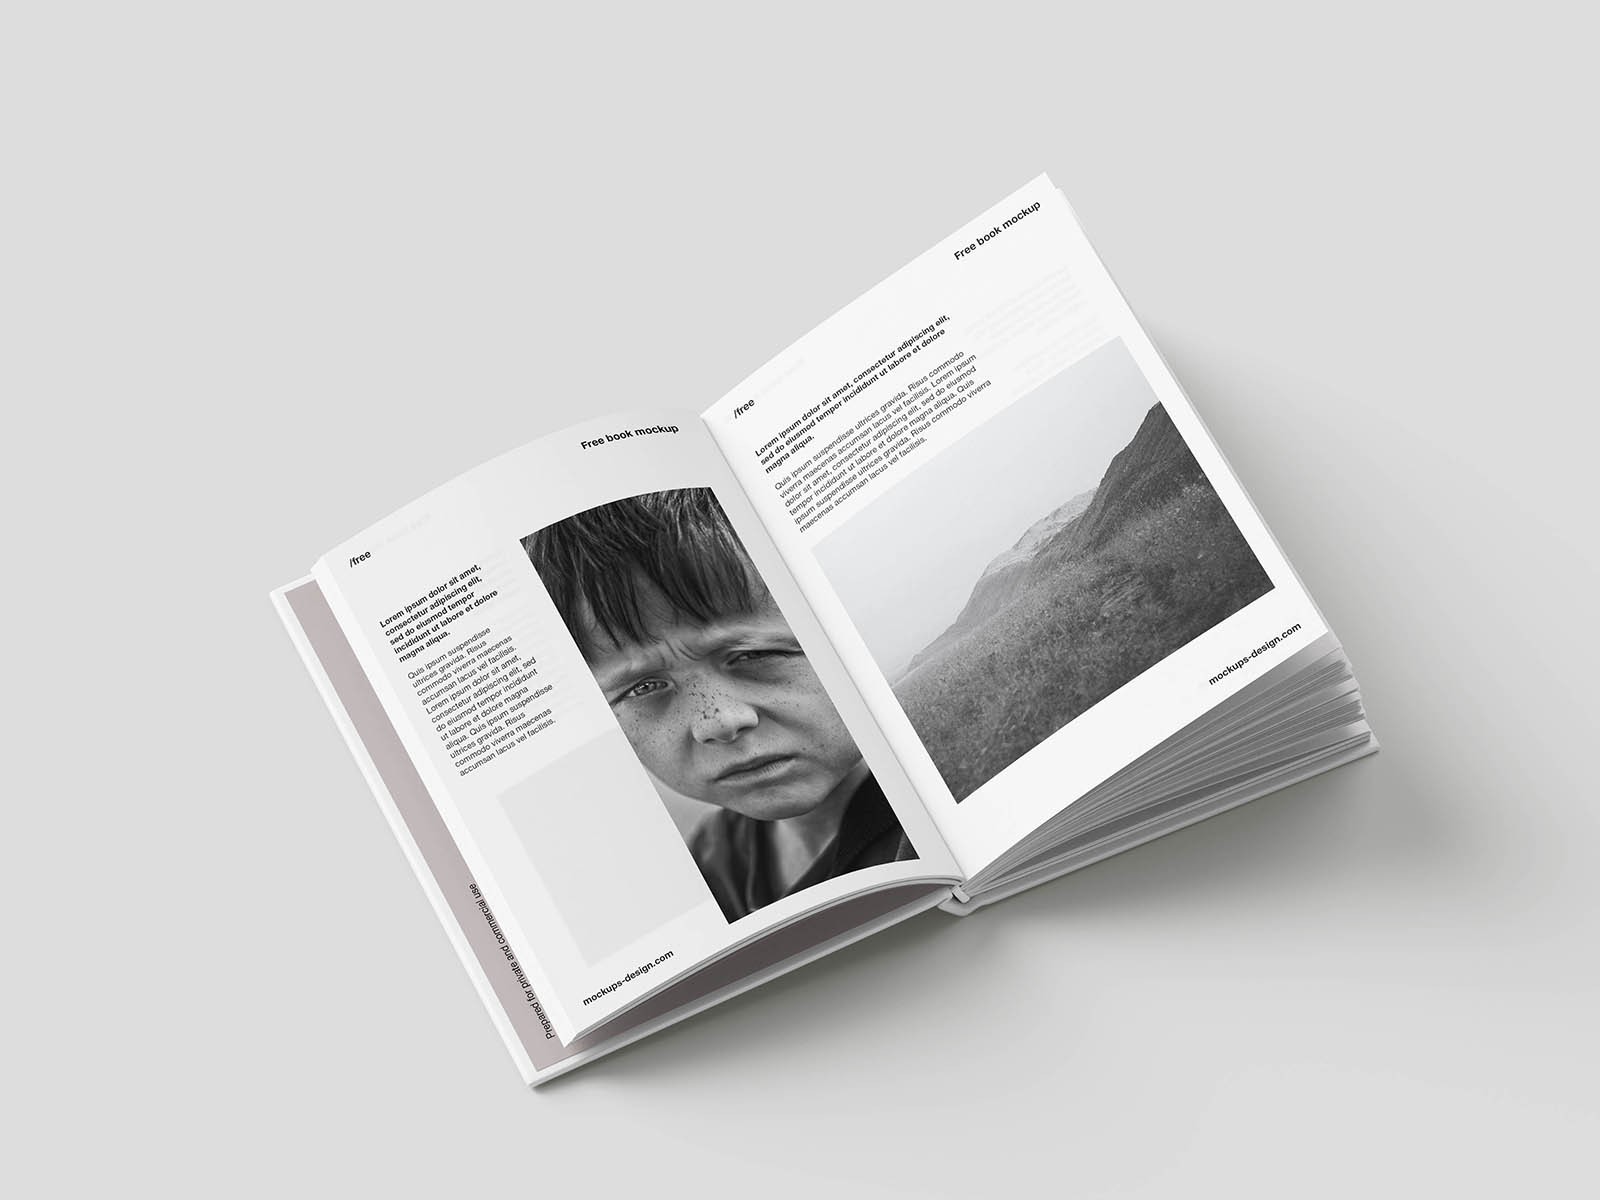 /free
Free book mockup
Lorem ipsum dolor sit amet,
consectetur adipiscing elit,
sed do eiusmod tempor
incididunt ut labore et dolore
magna aliqua.
Quis ipsum suspendisse
ultrices gravida. Risus
commodo viverra maecenas
accumsan lacus vel facilisis.
Lorem ipsum dolor sit amet,
consectetur adipiscing elit, sed
do eiusmod tempor incididunt
ut labore et dolore magna
aliqua. Quis ipsum suspendisse
ultrices gravida. Risus
commodo viverra maecenas
accumsan lacus vel facilisis.
mockups-design.com
Prepared for private and commercial use
/free
Free book mockup
Lorem ipsum dolor sit amet, consectetur adipiscing elit,
sed do eiusmod tempor incididunt ut labore et dolore
magna aliqua.
Quis ipsum suspendisse ultrices gravida. Risus commodo
viverra maecenas accumsan lacus vel facilisis. Lorem ipsum
dolor sit amet, consectetur adipiscing elit, sed do eiusmod
tempor incididunt ut labore et dolore magna aliqua. Quis
ipsum suspendisse ultrices gravida. Risus commodo viverra
maecenas accumsan lacus vel facilisis.
mockups-design.com